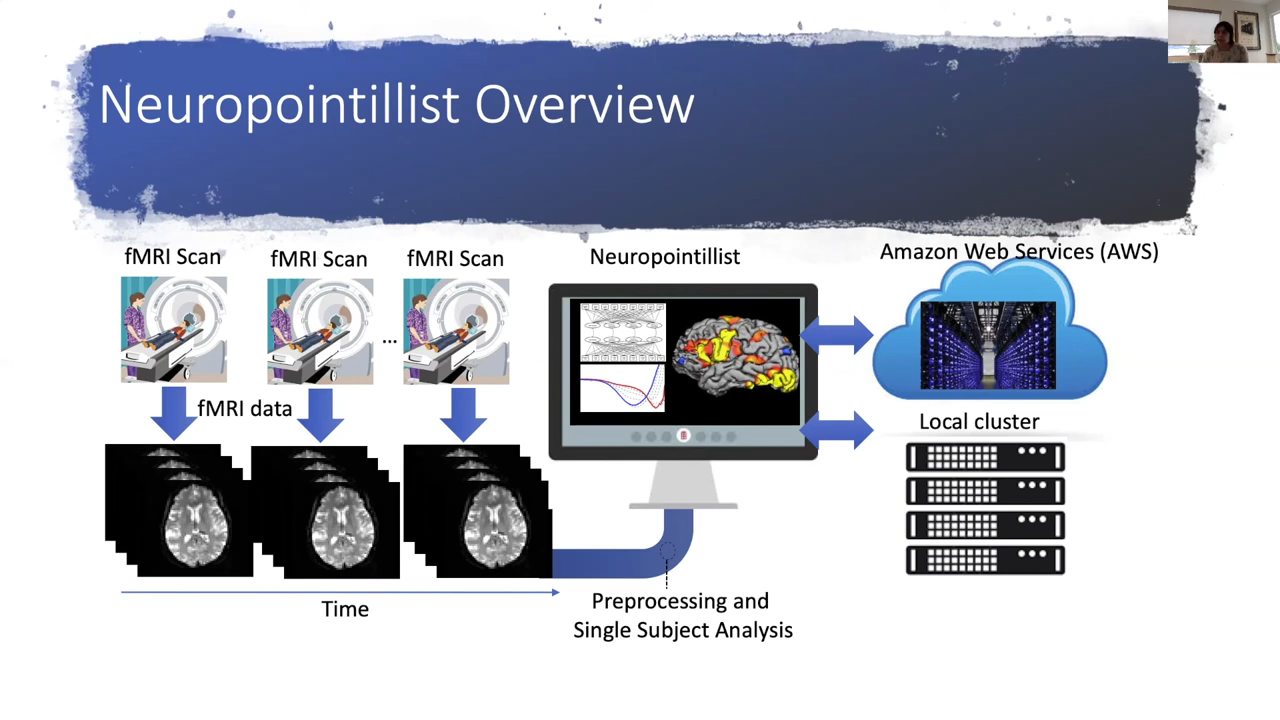 Neuropointillist Overview
fMRI Scan
fMRI Scan
fMRI Scan
...
fMRI data
Time
Neuropointillist
Preprocessing and
Single Subject Analysis
Amazon Web Services (AWS)
Local cluster